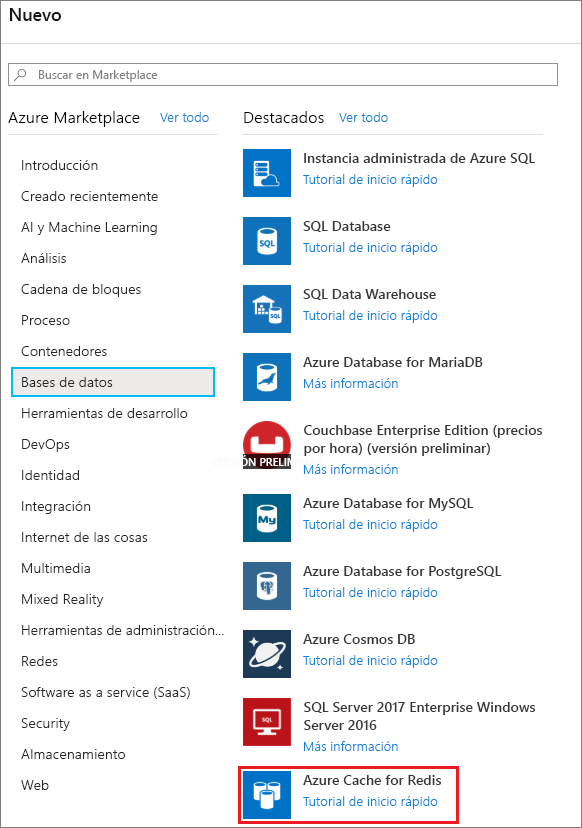 Nuevo
Buscar en Marketplace
Azure Marketplace
Ver todo
Introducción
Creado recientemente
AI y Machine Learning
Análisis
Cadena de bloques
Proceso
Contenedores
Bases de datos
Herramientas de desarrollo
DevOps
Identidad
Integración
Internet de las cosas
Multimedia
Mixed Reality
Herramientas de administración...
Redes
Software as a service (SaaS)
Security
Almacenamiento
Web
Destacados
Ver todo
Instancia administrada de Azure SQL
Tutorial de inicio rápido
SQL
SQL Database
Tutorial de inicio rápido
SQL
SQL Data Warehouse
Tutorial de inicio rápido
Azure Database for MariaDB
Más información
VERSIÓN PRELIM
Couchbase Enterprise Edition (precios
por hora) (versión preliminar)
Más información
My
Azure Database for MySQL
Tutorial de inicio rápido
Azure Database for PostgreSQL
Tutorial de inicio rápido
Azure Cosmos DB
Tutorial de inicio rápido
SQL
SQL Server 2017 Enterprise Windows
Server 2016
Más información
Azure Cache for Redis
Tutorial de inicio rápido